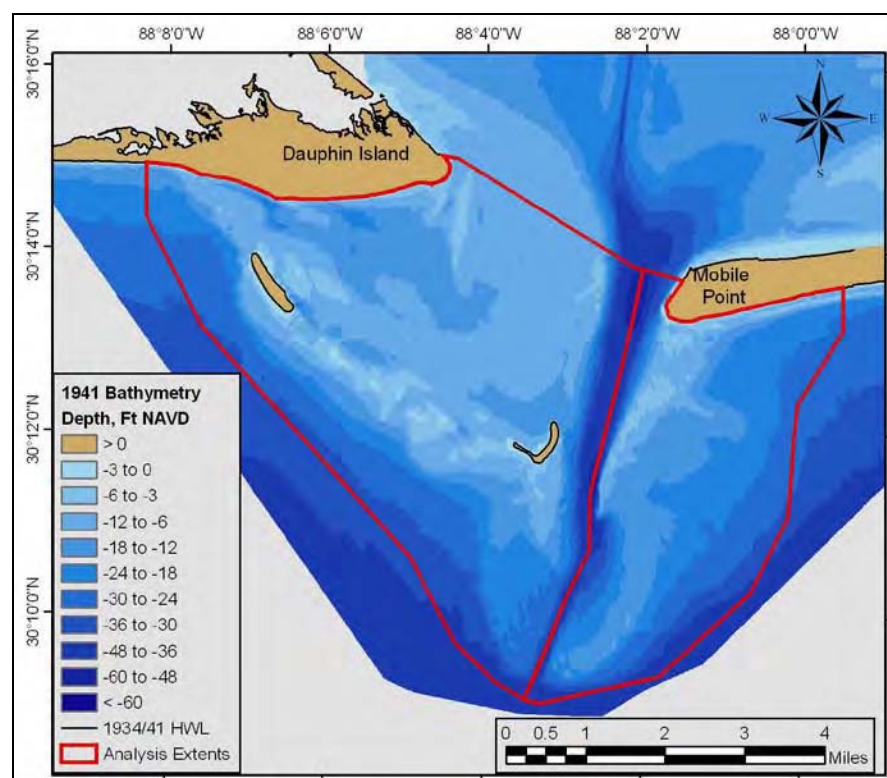 88°8'0"W 88°6'0"W 88°4'0"W 88°2'0"W 88°0'0"W
30°16'0"N
N
W E
S
Dauphin Island
30°14'0"N
Mobile
Point
30°12'0"N
30°10'0"N
1941 Bathymetry
Depth, Ft NAVD
> 0
-3 to 0
-6 to -3
-12 to -6
-18 to -12
-24 to -18
-30 to -24
-36 to -30
-48 to -36
-60 to -48
< -60
1934/41 HWL
Analysis Extents
0 0.5 1 2 3 4
Miles